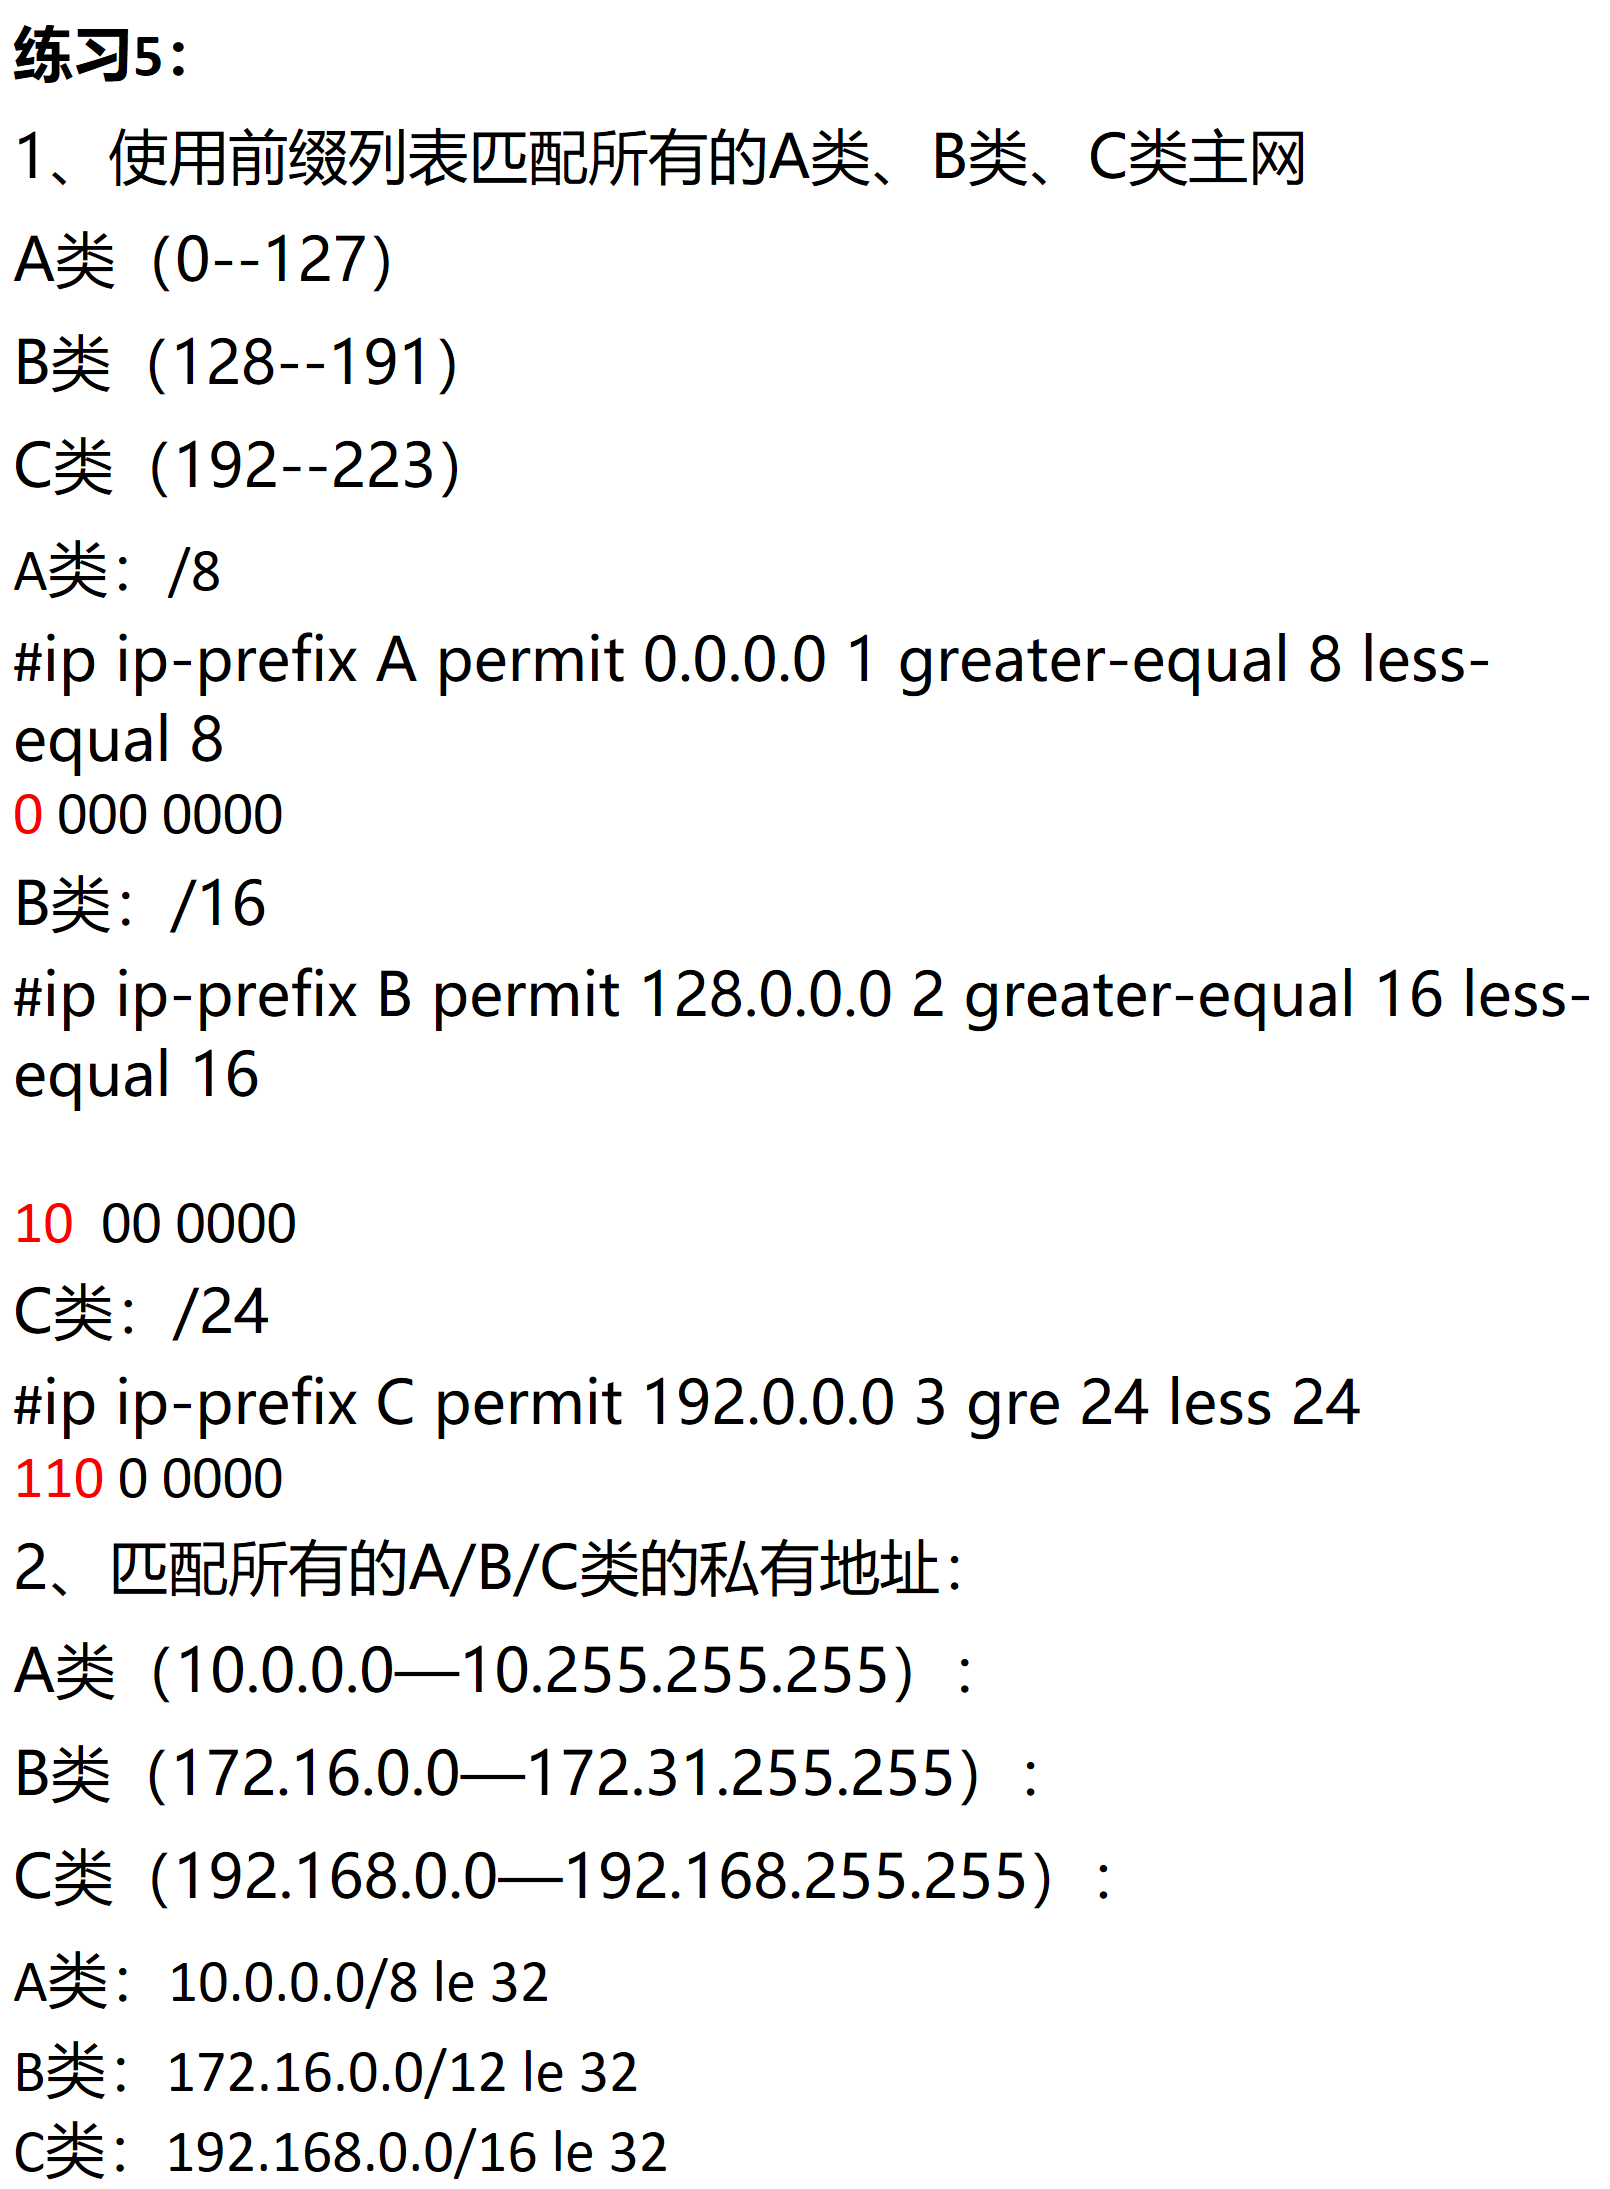 练习5：
1、使用前缀列表匹配所有的A类、B类、C类主网
A类（0--127）
B类（128--191）
C类（192--223）
A类：/8
#ip ip-prefix A permit 0.0.0.0 1 greater-equal 8 less-
equal 8
0 000 0000
B类：/16
#ip ip-prefix B permit 128.0.0.0 2 greater-equal 16 less-
equal 16
10  00 0000
C类：/24
#ip ip-prefix C permit 192.0.0.0 3 gre 24 less 24
110 0 0000
2、匹配所有的A/B/C类的私有地址：
A类（10.0.0.0—10.255.255.255）：
B类（172.16.0.0—172.31.255.255）：
C类（192.168.0.0—192.168.255.255）：
A类：10.0.0.0/8 le 32
B类：172.16.0.0/12 le 32
C类：192.168.0.0/16 le 32